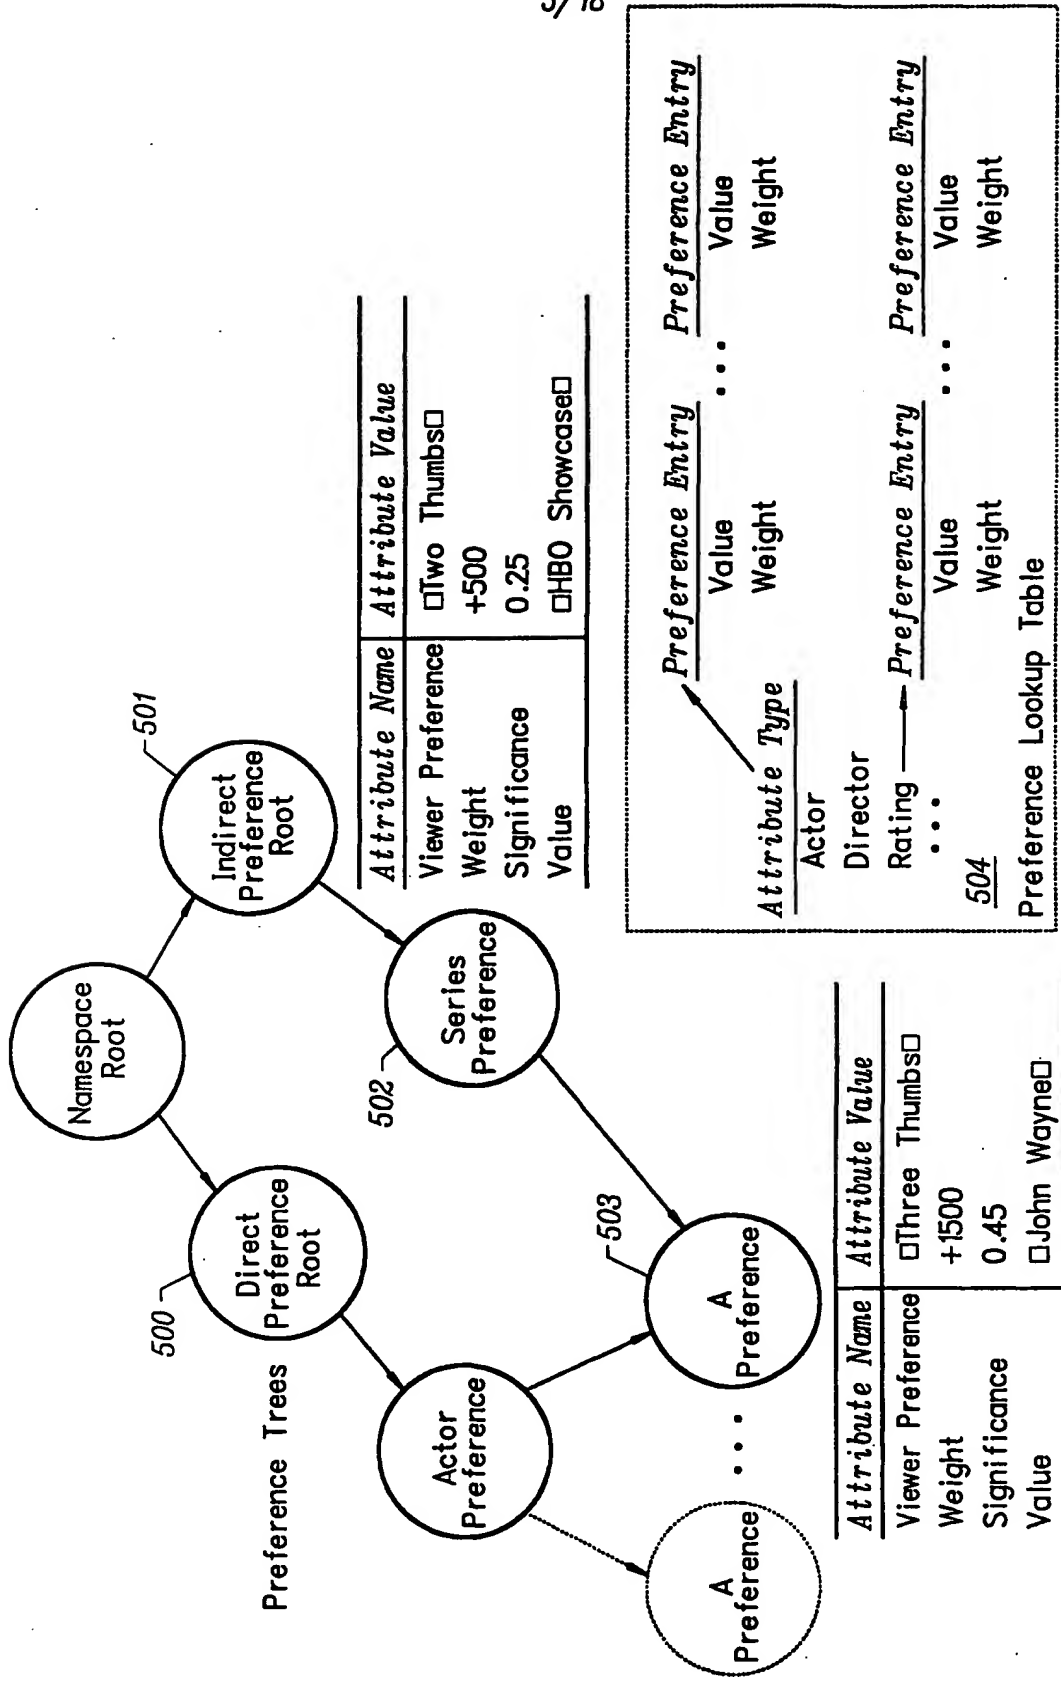 5/18
Preference Trees
Namespace
Root
500
Direct
Preference
Root
501
Indirect
Preference
Root
Actor
Preference
502
Series
Preference
A
Preference
• • •
503
A
Preference
Attribute Name Attribute Value
Viewer Preference □Two Thumbs□
Weight +500
Significance 0.25
Value □HBO Showcase□
Attribute Name Attribute Value
Viewer Preference □Three Thumbs□
Weight +1500
Significance 0.45
Value □John Wayne□
Preference Entry • • • Preference Entry
Value Value
Weight Weight
Attribute Type
Actor
Director
Rating Preference Entry • • • Preference Entry
• • • Value Value
Weight Weight
504
Preference Lookup Table